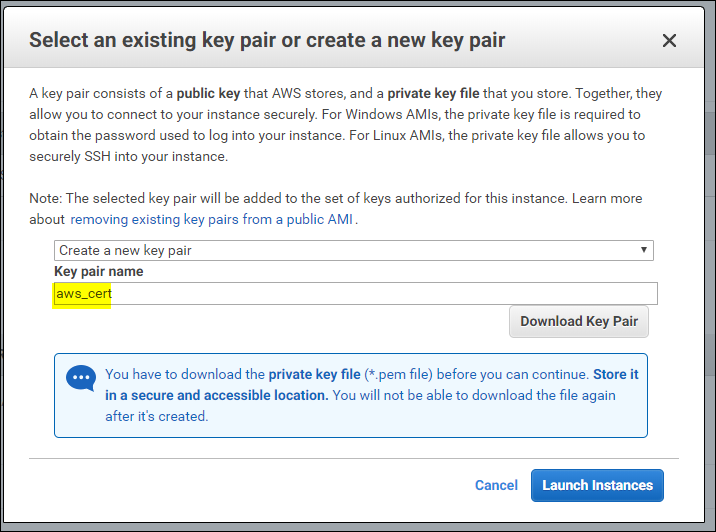 Select an existing key pair or create a new key pair
A key pair consists of a public key that AWS stores, and a private key file that you store. Together, they
allow you to connect to your instance securely. For Windows AMIs, the private key file is required to
obtain the password used to log into your instance. For Linux AMIs, the private key file allows you to
securely SSH into your instance.
Note: The selected key pair will be added to the set of keys authorized for this instance. Learn more
about removing existing key pairs from a public AMI.
Create a new key pair
Key pair name
aws_cert
Download Key Pair
You have to download the private key file (*.pem file) before you can continue. Store it
in a secure and accessible location. You will not be able to download the file again
after it's created.
Cancel Launch Instances